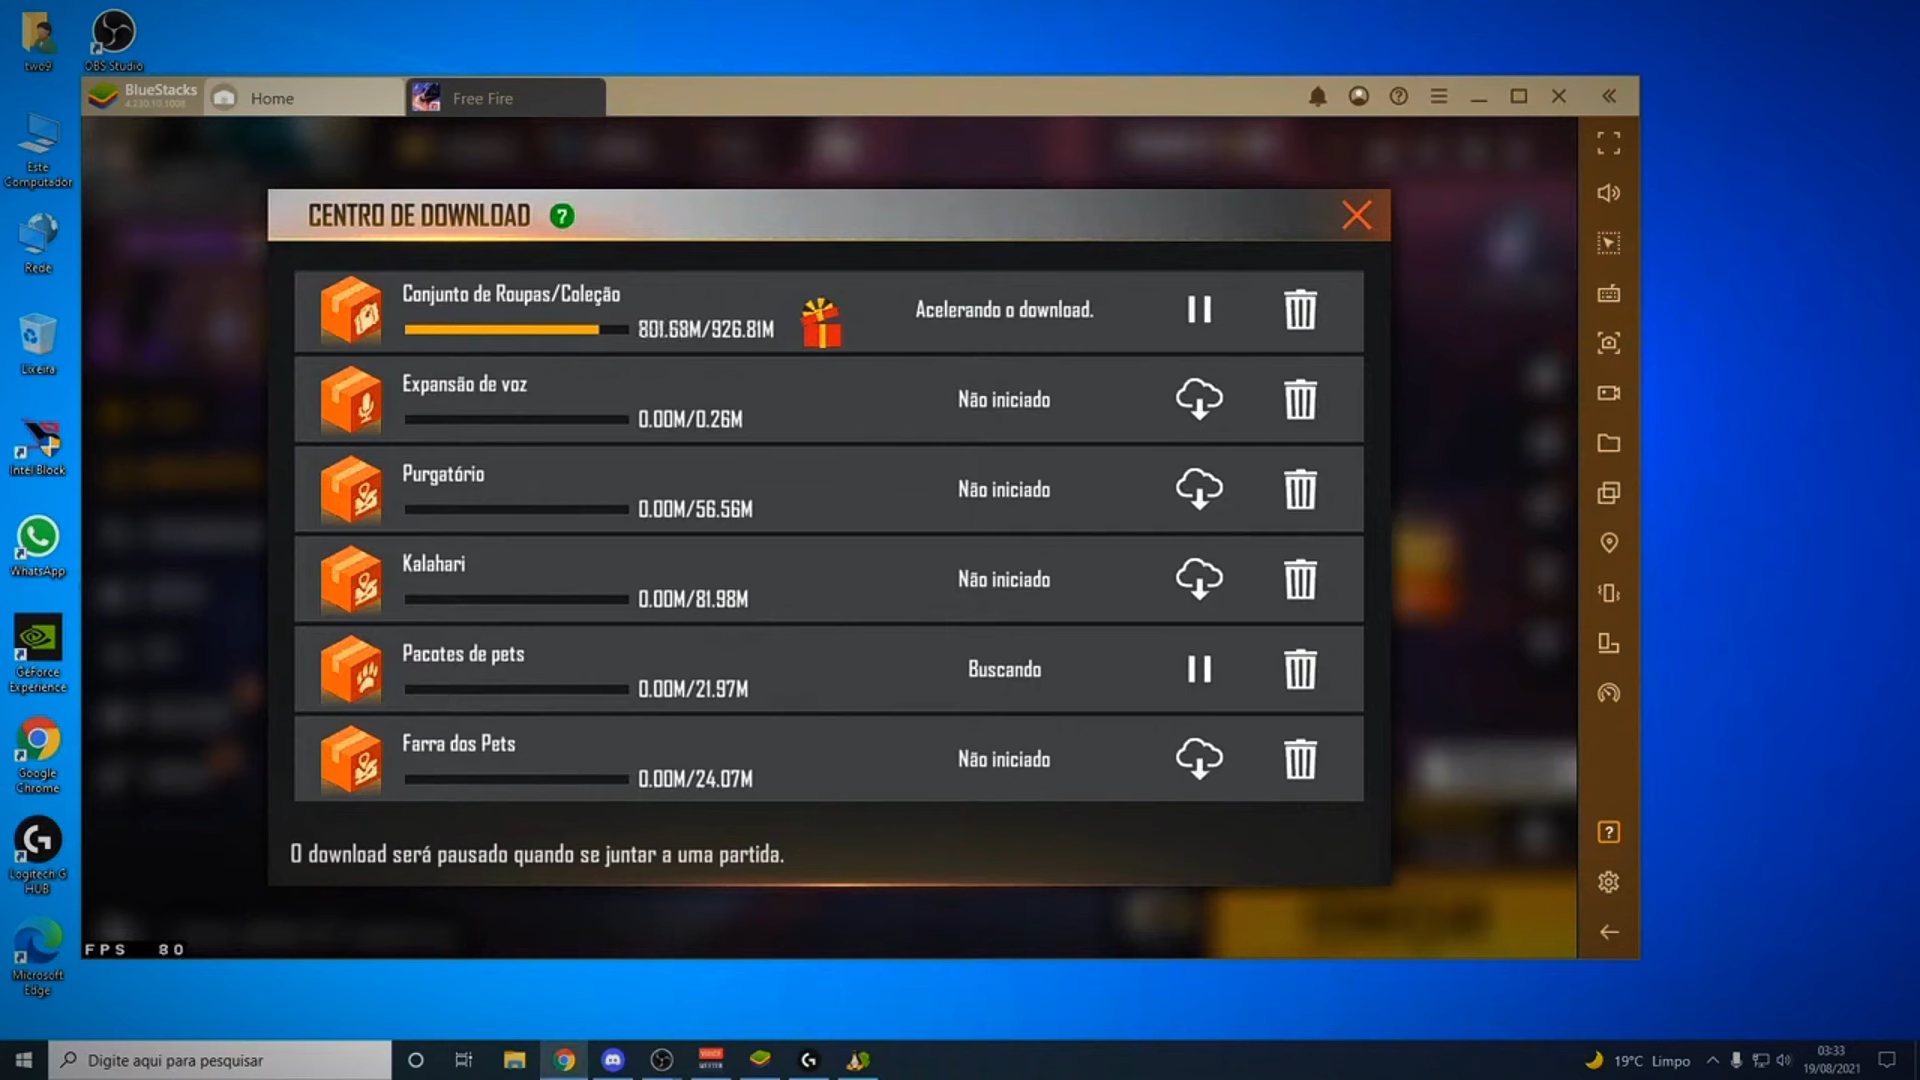 two9
OBS Studio
BlueStacks
4.230.10.1008
Home
Free Fire
Este
Computador
Rede
Lixeira
Intel Block
WhatsApp
GeForce
Experience
Google
Chrome
Logitech G
HUB
Microsoft
Edge
CENTRO DE DOWNLOAD ?
Conjunto de Roupas/Coleção
801.68M/926.81M
Acelerando o download.
Expansão de voz
0.00M/0.26M
Não iniciado
Purgatório
0.00M/56.56M
Não iniciado
Kalahari
0.00M/81.98M
Não iniciado
Pacotes de pets
0.00M/21.97M
Buscando
Farra dos Pets
0.00M/24.07M
Não iniciado
O download será pausado quando se juntar a uma partida.
FPS 80
Digite aqui para pesquisar
19°C Limpo
03:33
19/08/2021